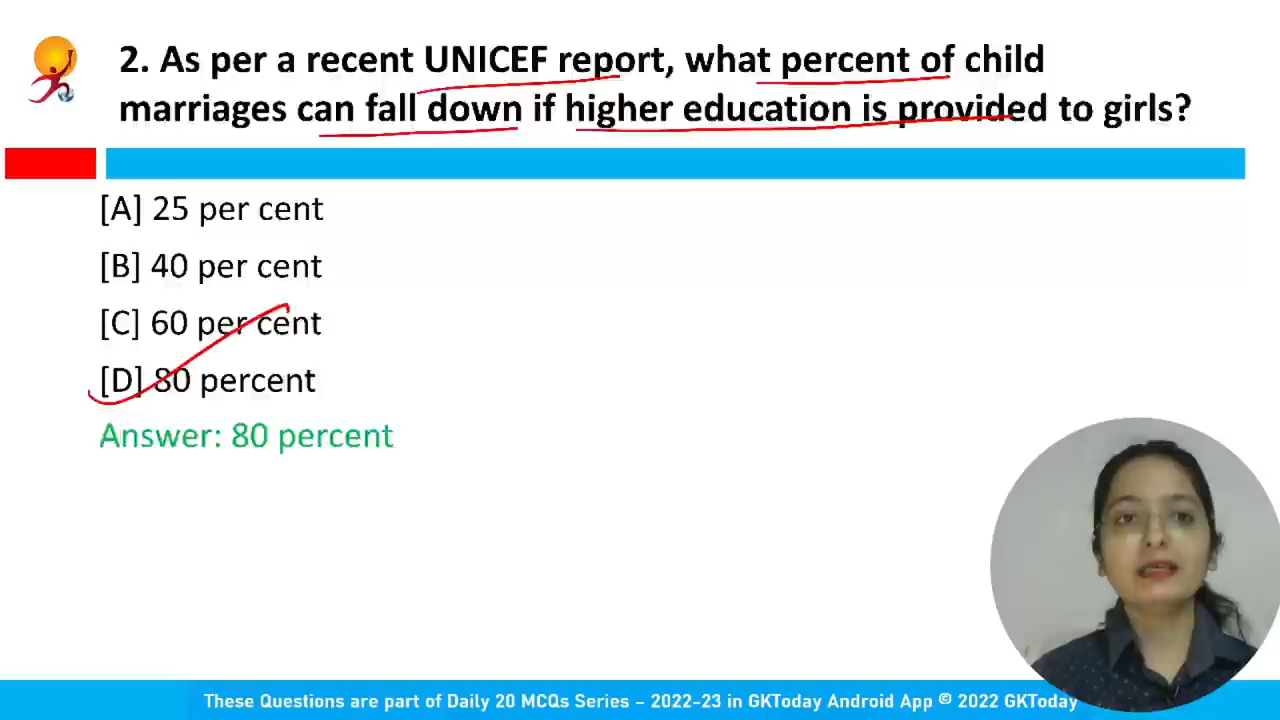 2. As per a recent UNICEF report, what percent of child
marriages can fall down if higher education is provided to girls?
[A] 25 per cent
[B] 40 per cent
[C] 60 per cent
[D] 80 percent
Answer: 80 percent
These Questions are part of Daily 20 MCQs Series – 2022-23 in GKToday Android App © 2022 GKToday